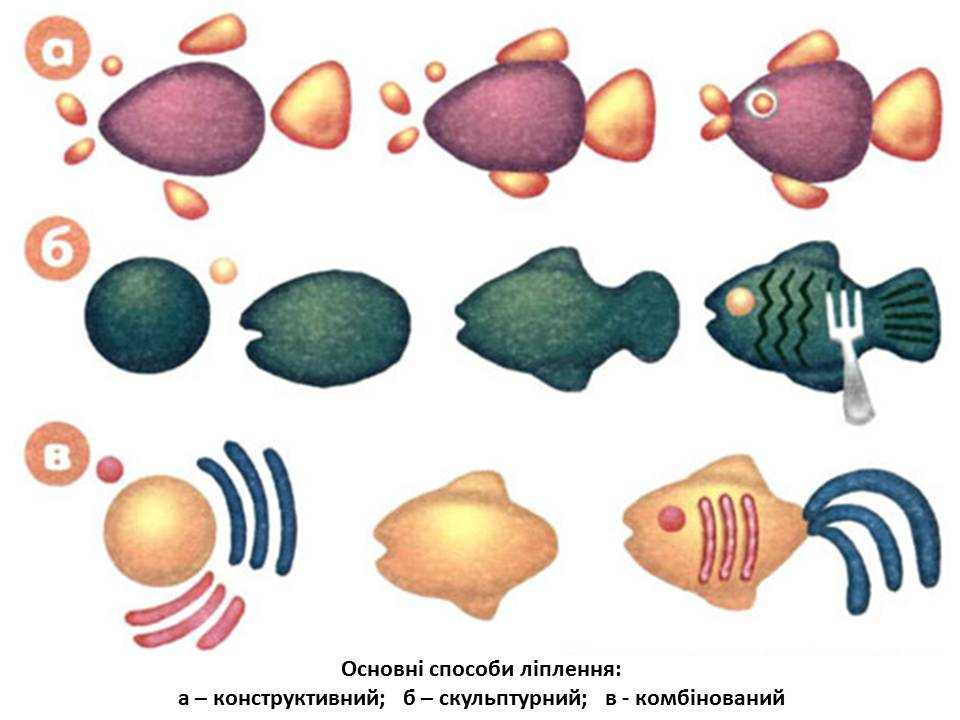 а
б
в
Основні способи ліплення:
а – конструктивний; б – скульптурний; в - комбінований